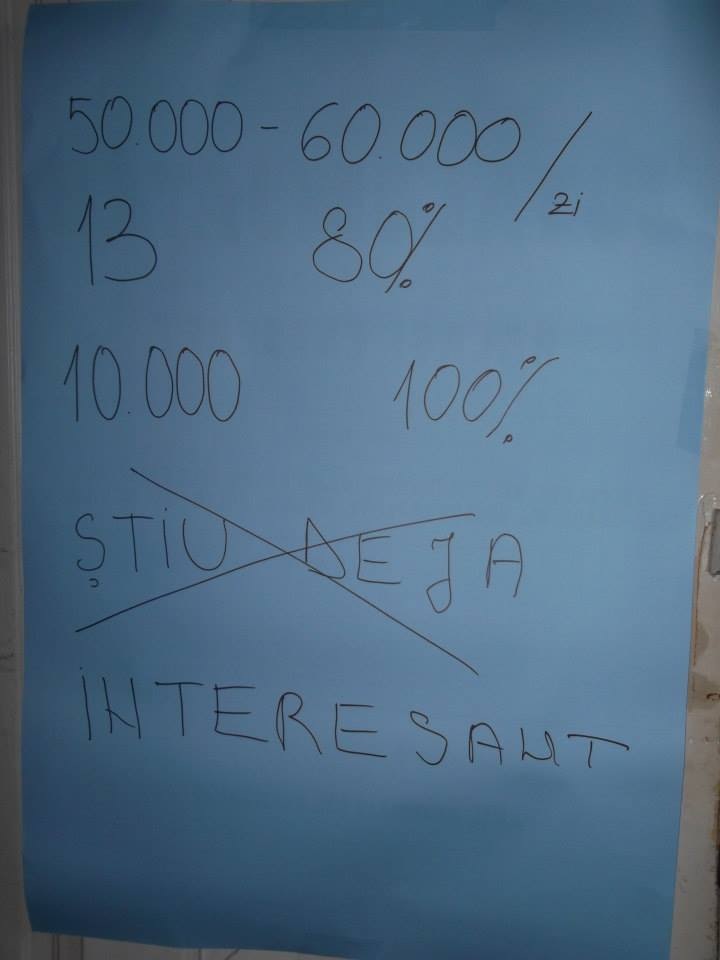 50.000 - 60.000 / zi
13 80%
10.000 100%
ȘTIU DEJA
INTERESANT